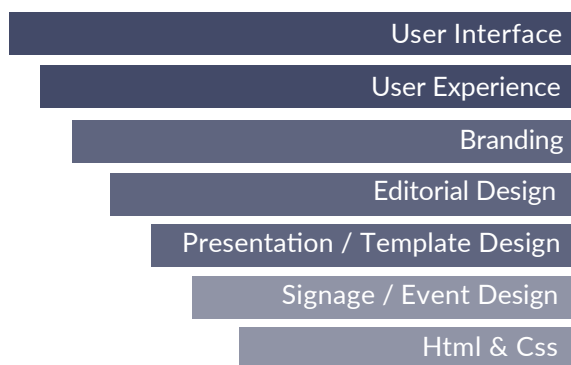 User Interface
User Experience
Branding
Editorial Design
Presentation / Template Design
Signage / Event Design
Html & Css